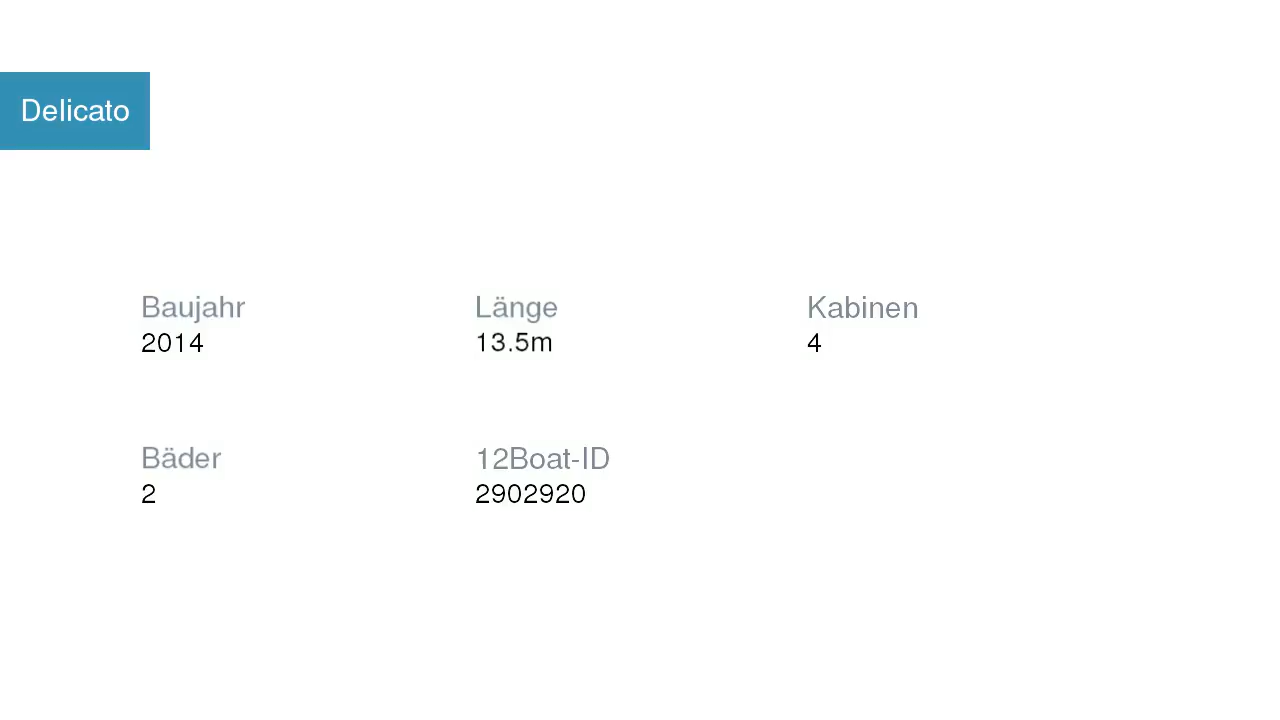 Delicato
Baujahr
2014
Länge
13.5m
Kabinen
4
Bäder
2
12Boat-ID
2902920